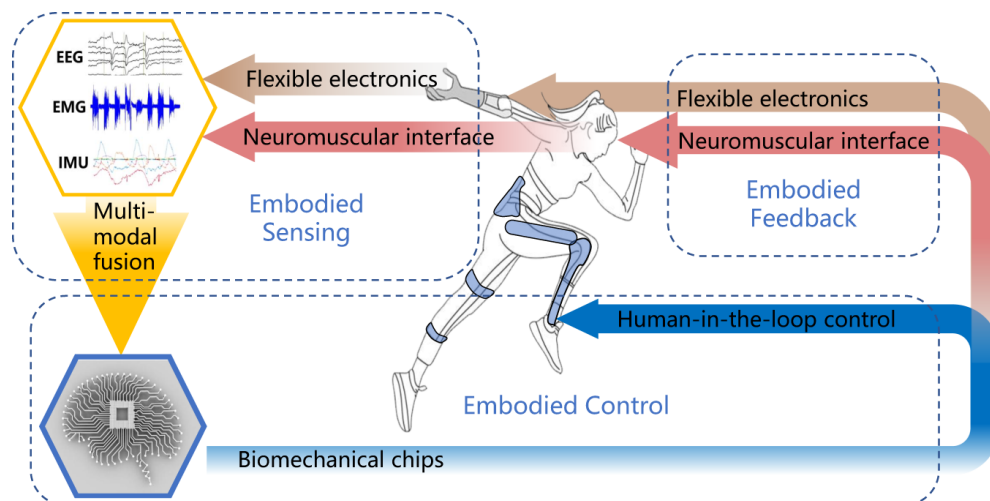 EEG
EMG
IMU
Flexible electronics
Neuromuscular interface
Embodied
Sensing
Multi-
modal
fusion
Flexible electronics
Neuromuscular interface
Embodied
Feedback
Human-in-the-loop control
Embodied Control
Biomechanical chips